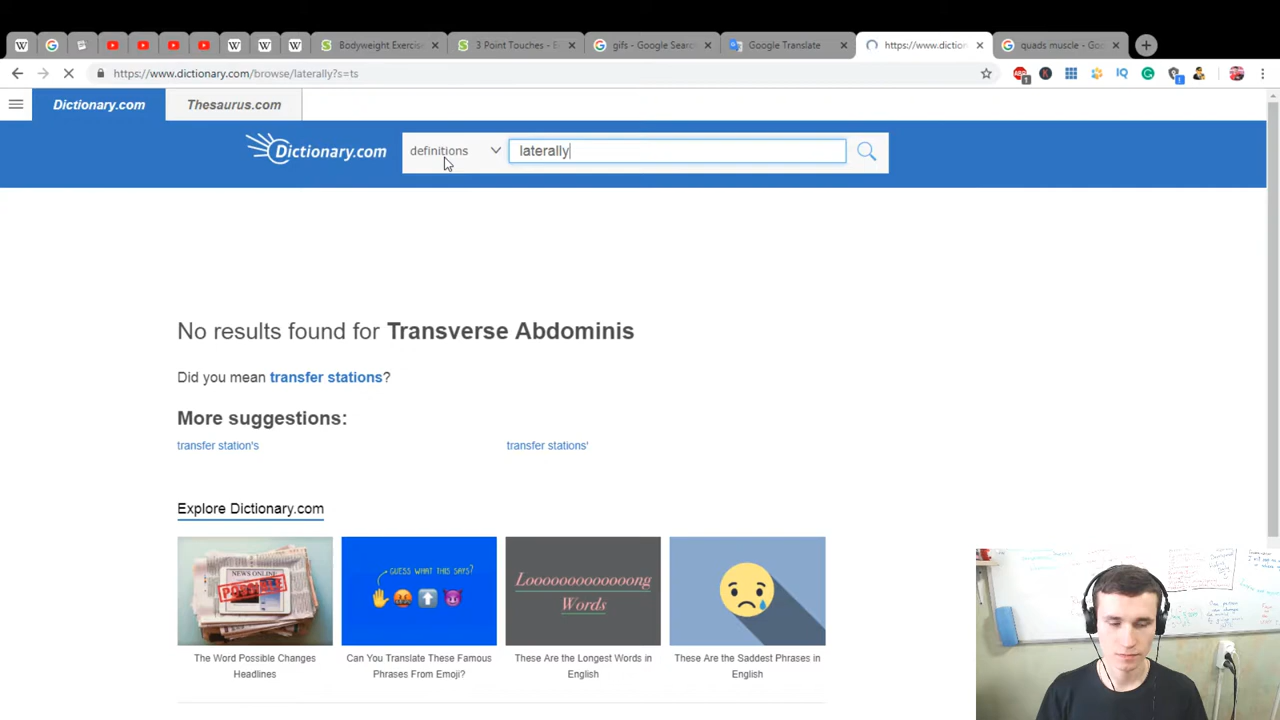 Bodyweight Exercis
3 Point Touches - E
gifs - Google Sear
Google Translate
https://www.diction
quads muscle - Go
https://www.dictionary.com/browse/laterally?s=ts
Dictionary.com
Thesaurus.com
Dictionary.com
definitions
laterally
No results found for Transverse Abdominis
Did you mean transfer stations?
More suggestions:
transfer station's
transfer stations'
Explore Dictionary.com
NEWS ONLINE
GUESS WHAT THIS SAYS?
Looooooooooooong
Words
The Word Possible Changes
Headlines
Can You Translate These Famous
Phrases From Emoji?
These Are the Longest Words in
English
These Are the Saddest Phrases in
English